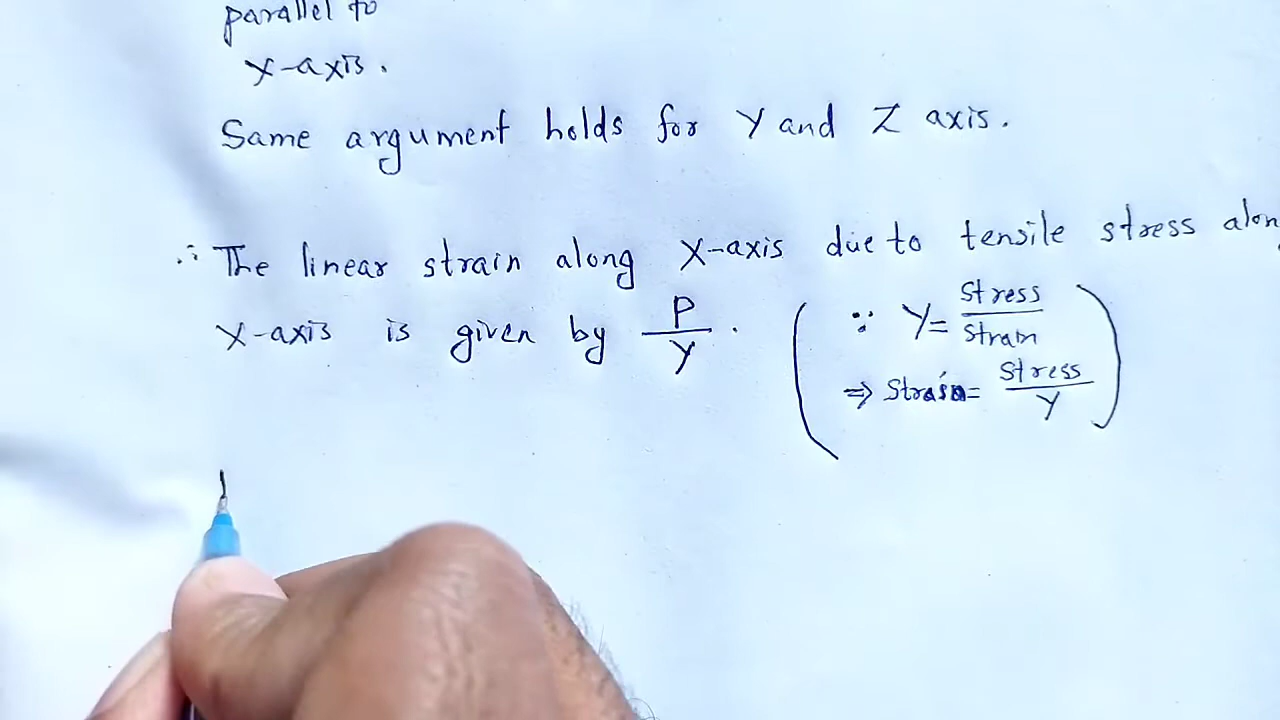 parallel to
X-axis.
Same argument holds for Y and Z axis.
∴ The linear strain along X-axis due to tensile stress along
X-axis is given by P/Y. (∵ Y = Stress/Strain
⇒ Strain = Stress/Y)